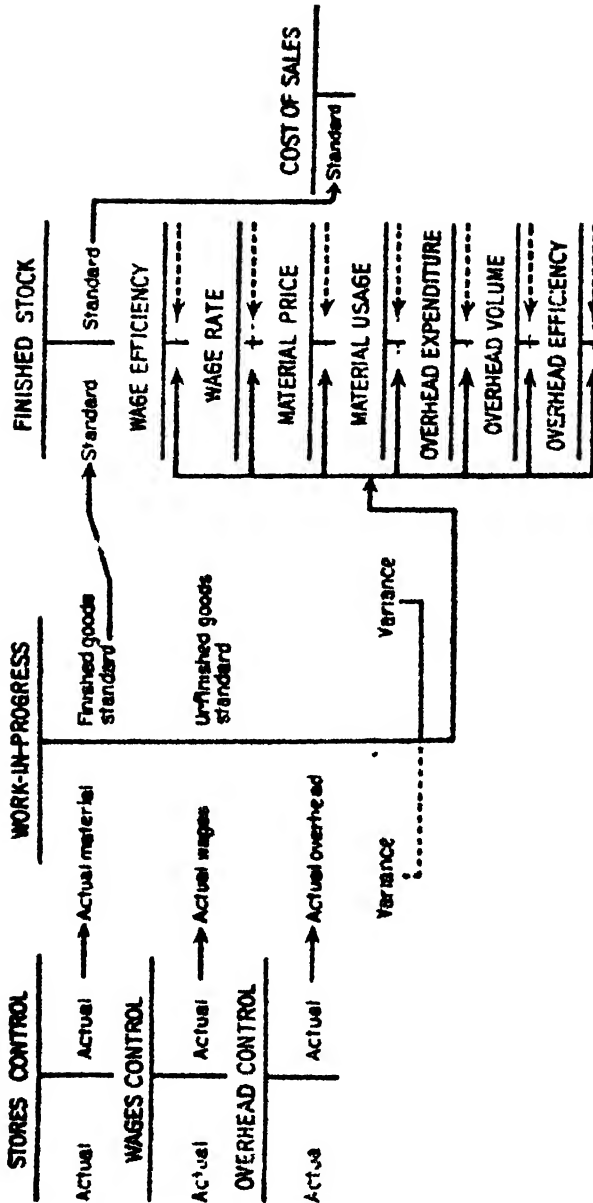 STORES CONTROL
Actual
Actual
Actual material
WAGES CONTROL
Actual
Actual
Actual wages
OVERHEAD CONTROL
Actua
Actual
Actual overhead
WORK-IN-PROGRESS
Finished goods
standard
Unfinished goods
standard
Variance
Variance
FINISHED STOCK
Standard
Standard
WAGE EFFICIENCY
WAGE RATE
MATERIAL PRICE
MATERIAL USAGE
OVERHEAD EXPENDITURE
OVERHEAD VOLUME
OVERHEAD EFFICIENCY
COST OF SALES
Standard